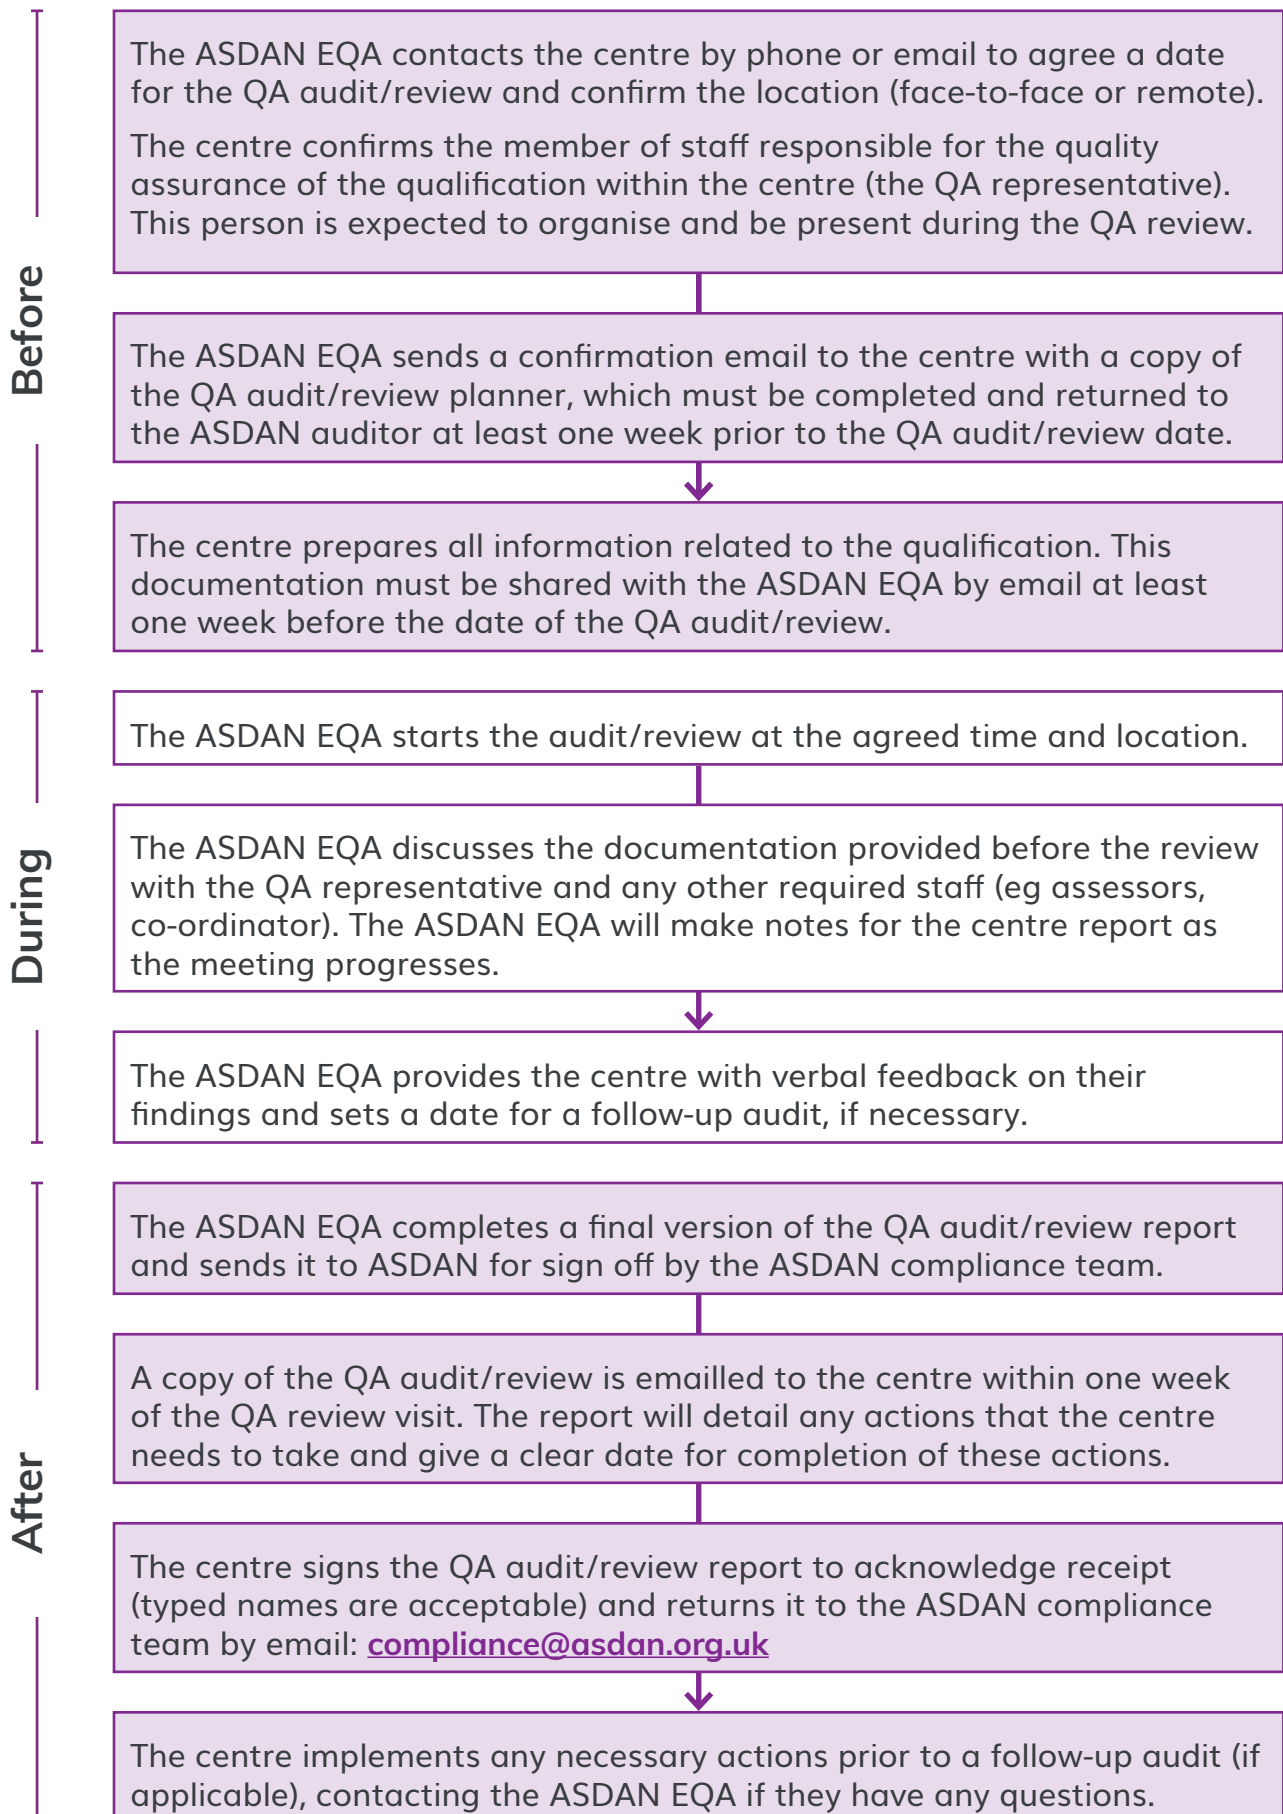 Before
The ASDAN EQA contacts the centre by phone or email to agree a date
for the QA audit/review and confirm the location (face-to-face or remote).
The centre confirms the member of staff responsible for the quality
assurance of the qualification within the centre (the QA representative).
This person is expected to organise and be present during the QA review.
The ASDAN EQA sends a confirmation email to the centre with a copy of
the QA audit/review planner, which must be completed and returned to
the ASDAN auditor at least one week prior to the QA audit/review date.
The centre prepares all information related to the qualification. This
documentation must be shared with the ASDAN EQA by email at least
one week before the date of the QA audit/review.
During
The ASDAN EQA starts the audit/review at the agreed time and location.
The ASDAN EQA discusses the documentation provided before the review
with the QA representative and any other required staff (eg assessors,
co-ordinator). The ASDAN EQA will make notes for the centre report as
the meeting progresses.
The ASDAN EQA provides the centre with verbal feedback on their
findings and sets a date for a follow-up audit, if necessary.
After
The ASDAN EQA completes a final version of the QA audit/review report
and sends it to ASDAN for sign off by the ASDAN compliance team.
A copy of the QA audit/review is emailled to the centre within one week
of the QA review visit. The report will detail any actions that the centre
needs to take and give a clear date for completion of these actions.
The centre signs the QA audit/review report to acknowledge receipt
(typed names are acceptable) and returns it to the ASDAN compliance
team by email: compliance@asdan.org.uk
The centre implements any necessary actions prior to a follow-up audit (if
applicable), contacting the ASDAN EQA if they have any questions.